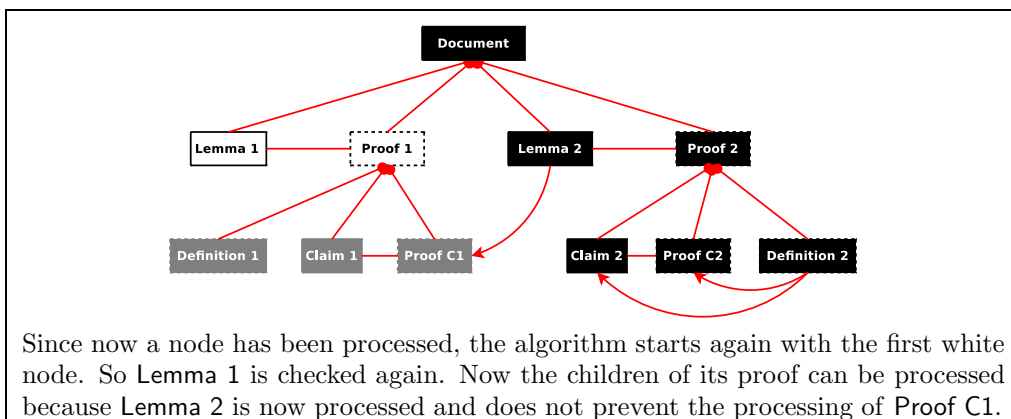 Document
Lemma 1 Proof 1 Lemma 2 Proof 2
Definition 1 Claim 1 Proof C1 Claim 2 Proof C2 Definition 2
Since now a node has been processed, the algorithm starts again with the first white
node. So Lemma 1 is checked again. Now the children of its proof can be processed
because Lemma 2 is now processed and does not prevent the processing of Proof C1.